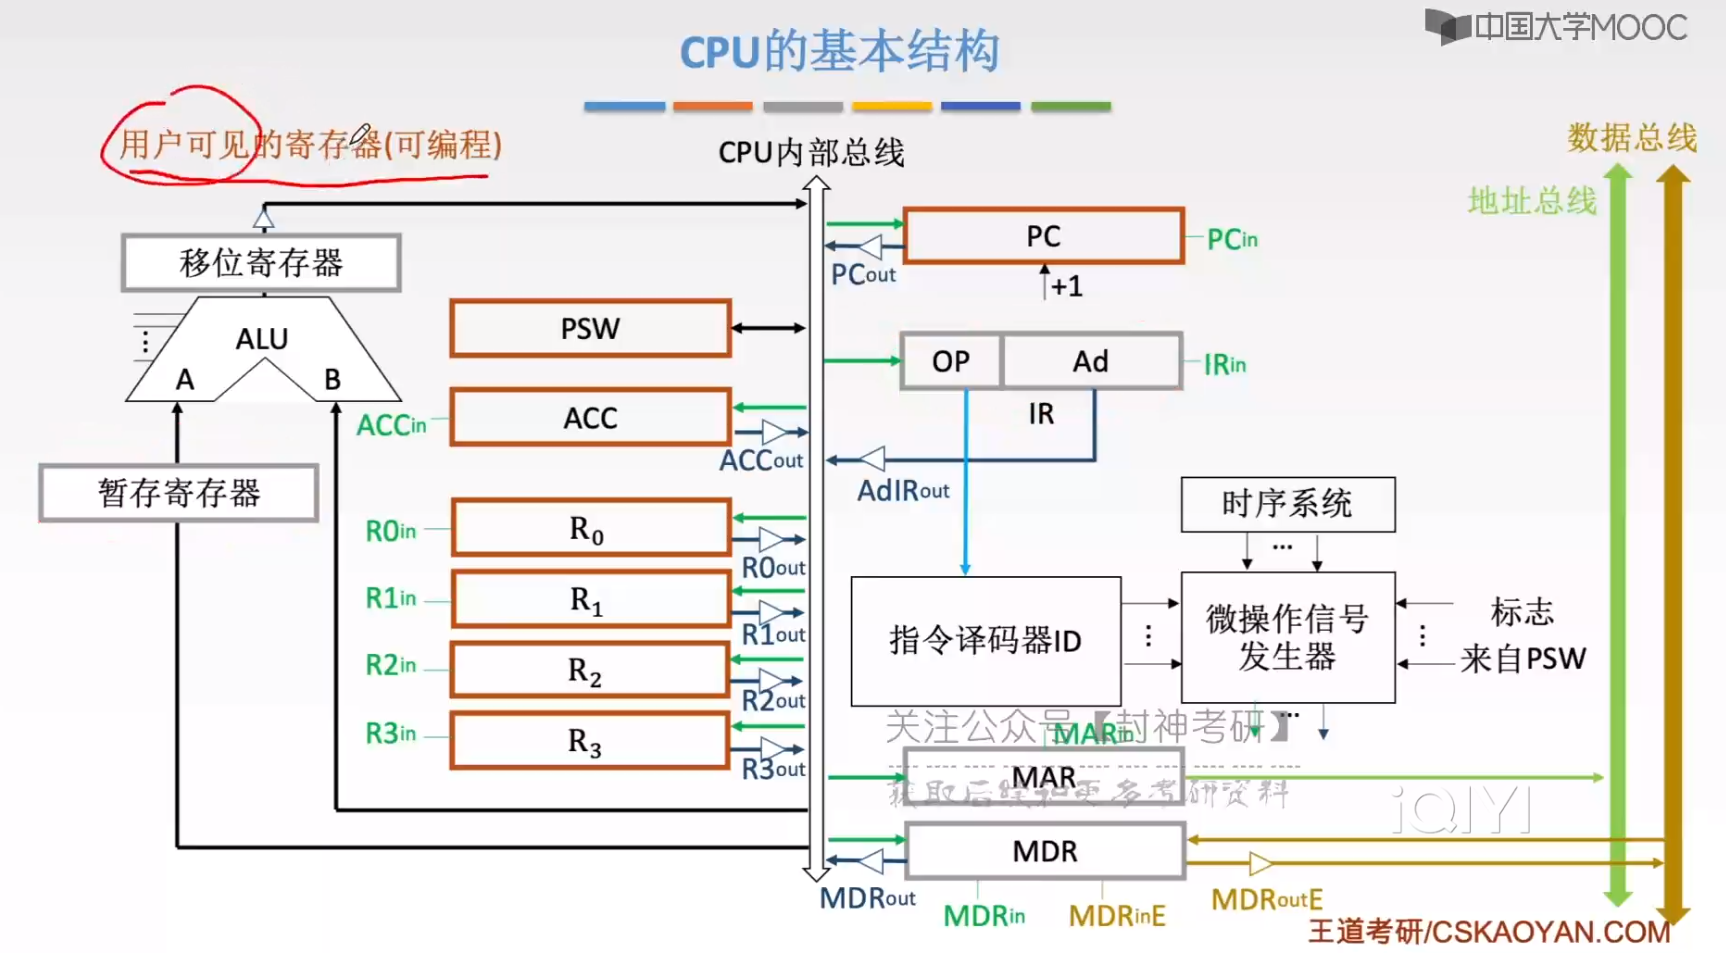 中国大学MOOC
CPU的基本结构
用户可见的寄存器(可编程)
CPU内部总线
数据总线
地址总线
移位寄存器
ALU
A
B
暂存寄存器
PSW
ACC
ACCin
ACCout
R0
R0in
R0out
R1
R1in
R1out
R2
R2in
R2out
R3
R3in
R3out
PC
PCin
PCout
+1
OP
Ad
IRin
IR
AdIRout
时序系统
...
指令译码器ID
微操作信号
发生器
标志
来自PSW
...
关注公众号【封神考研】
MARin
MAR
获取后续和更多考研资料
iQIYI
MDR
MDRout
MDRin
MDRinE
MDRoutE
王道考研/CSKAOYAN.COM